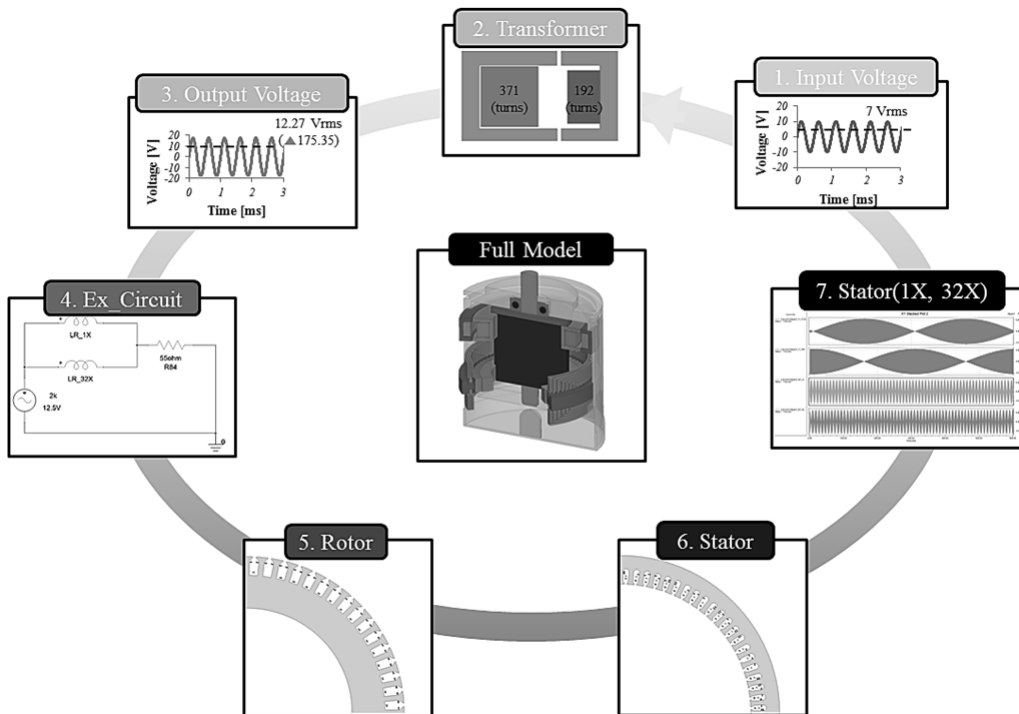 2. Transformer
371
(turns)
192
(turns)
1. Input Voltage
7 Vrms
Voltage [V]
20
10
0
-10
-20
0
1
2
3
Time [ms]
3. Output Voltage
12.27 Vrms
(▲175.35)
Voltage [V]
20
10
0
-10
-20
0
1
2
3
Time [ms]
Full Model
4. Ex_Circuit
LR_1X
LR_32X
55ohm
R84
2k
12.5V
0
7. Stator(1X, 32X)
5. Rotor
6. Stator